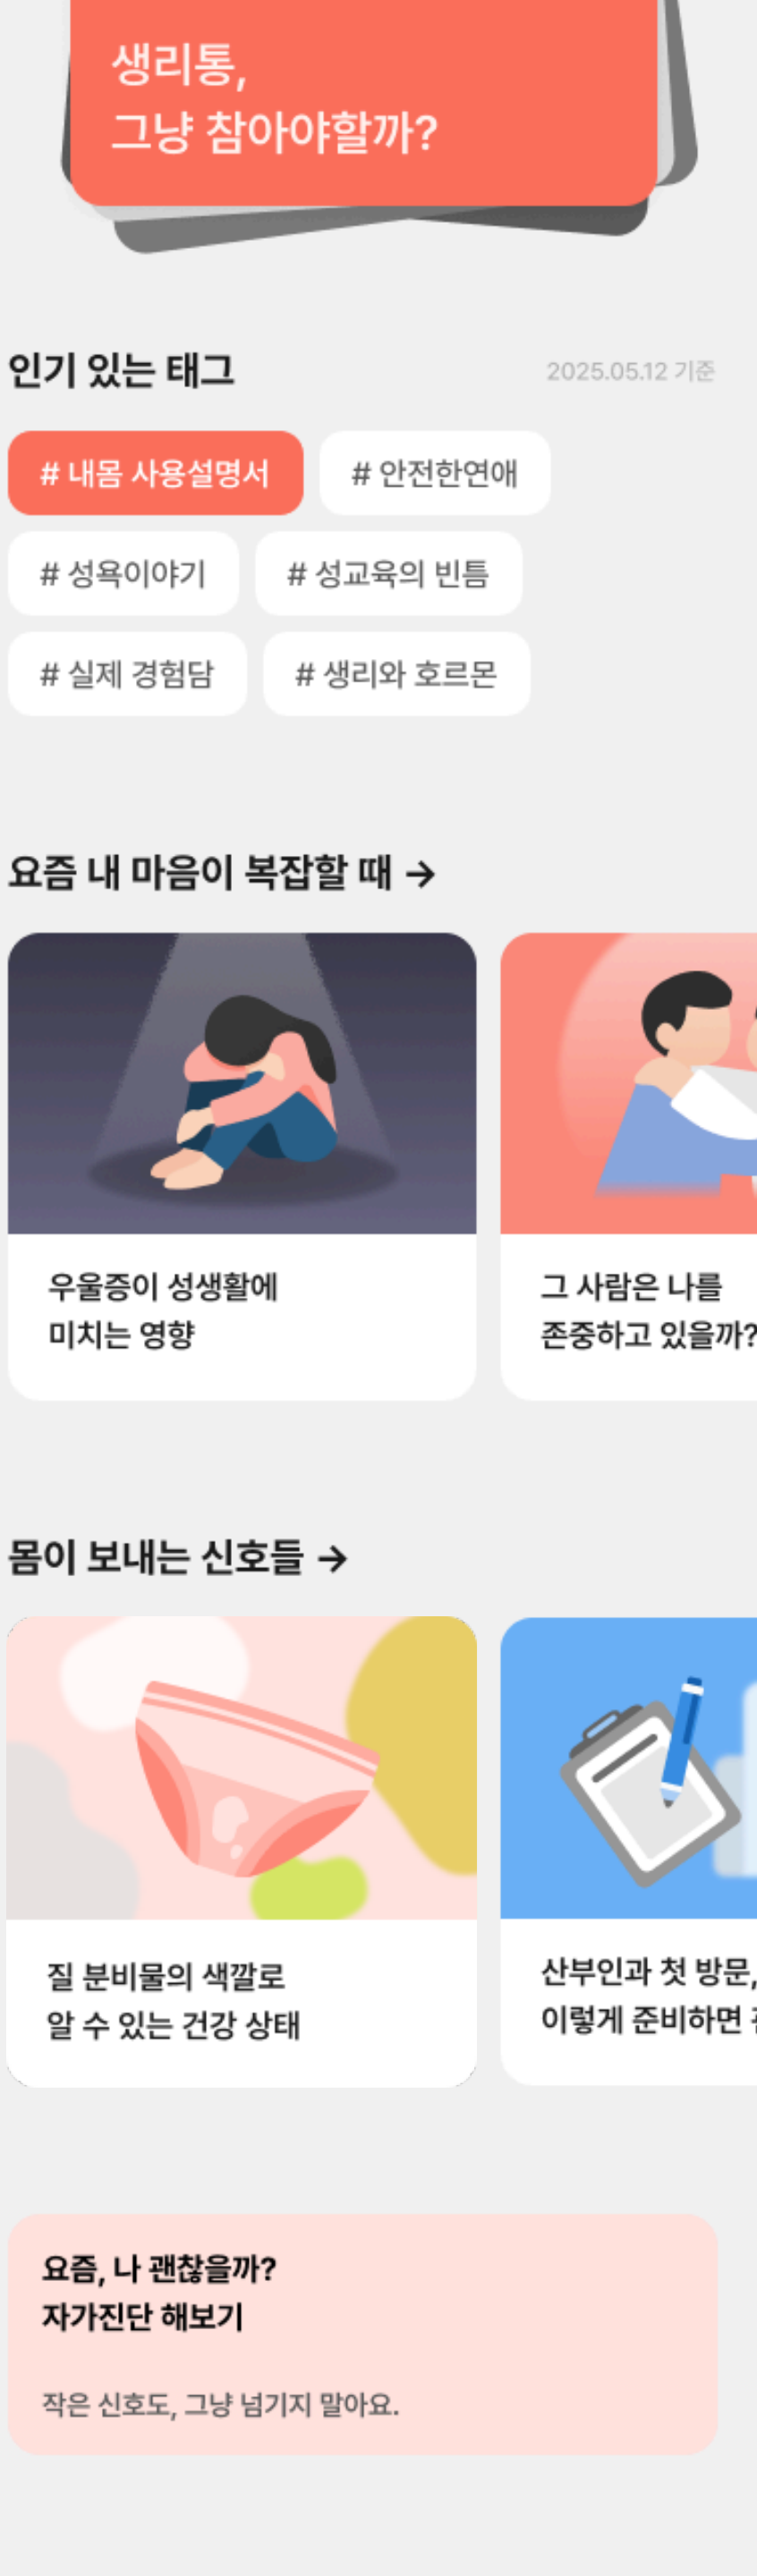 생리통,
그냥 참아야할까?
인기 있는 태그
2025.05.12 기준
# 내몸 사용설명서
# 안전한연애
# 성욕이야기
# 성교육의 빈틈
# 실제 경험담
# 생리와 호르몬
요즘 내 마음이 복잡할 때 →
우울증이 성생활에
미치는 영향
그 사람은 나를
존중하고 있을까?
몸이 보내는 신호들 →
질 분비물의 색깔로
알 수 있는 건강 상태
산부인과 첫 방문,
이렇게 준비하면
요즘, 나 괜찮을까?
자가진단 해보기
작은 신호도, 그냥 넘기지 말아요.